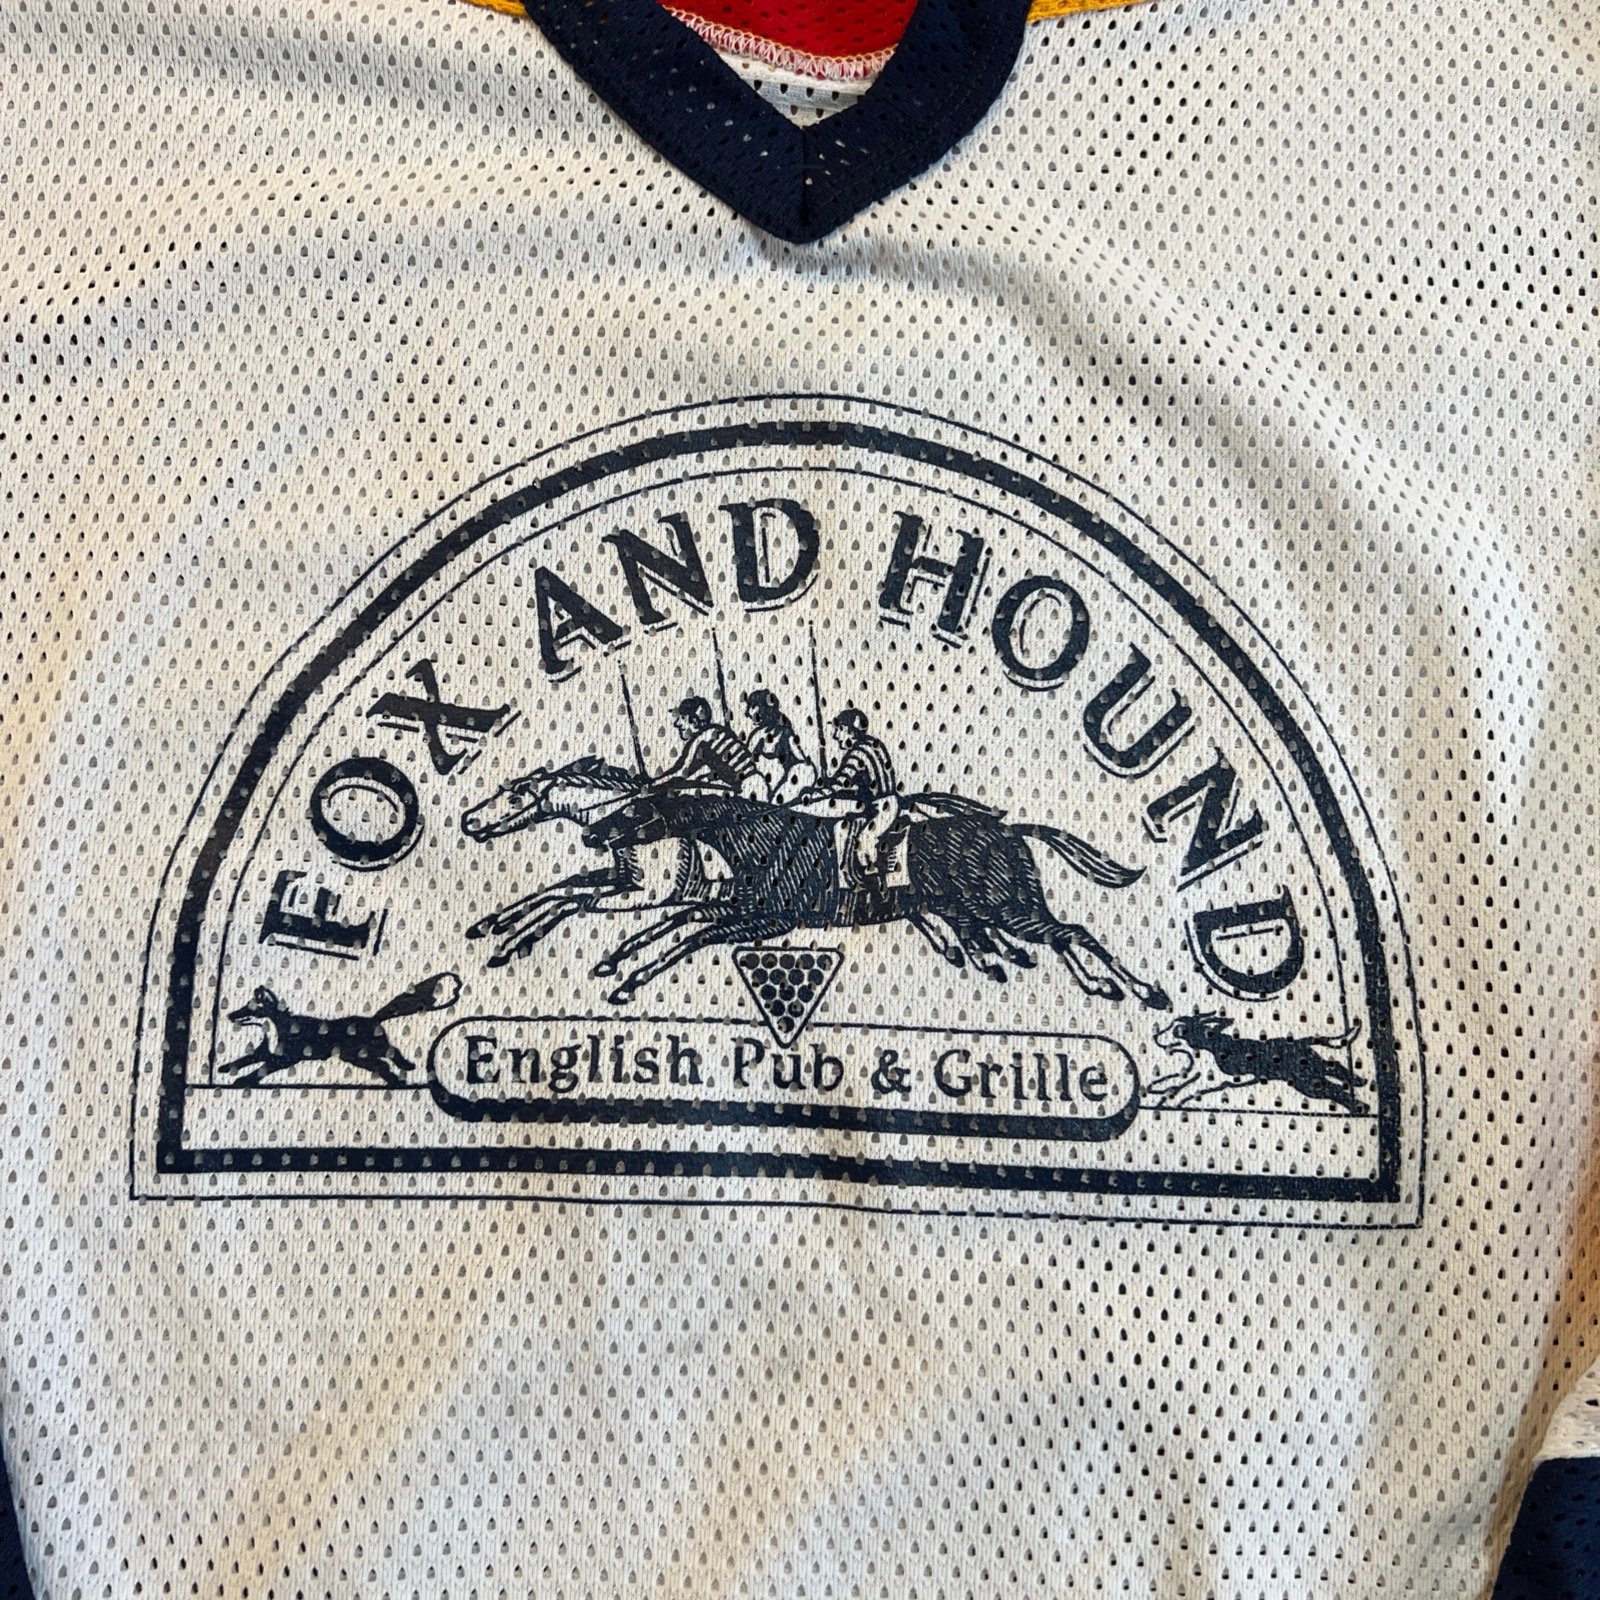 FOX AND HOUND
English Pub & Grille